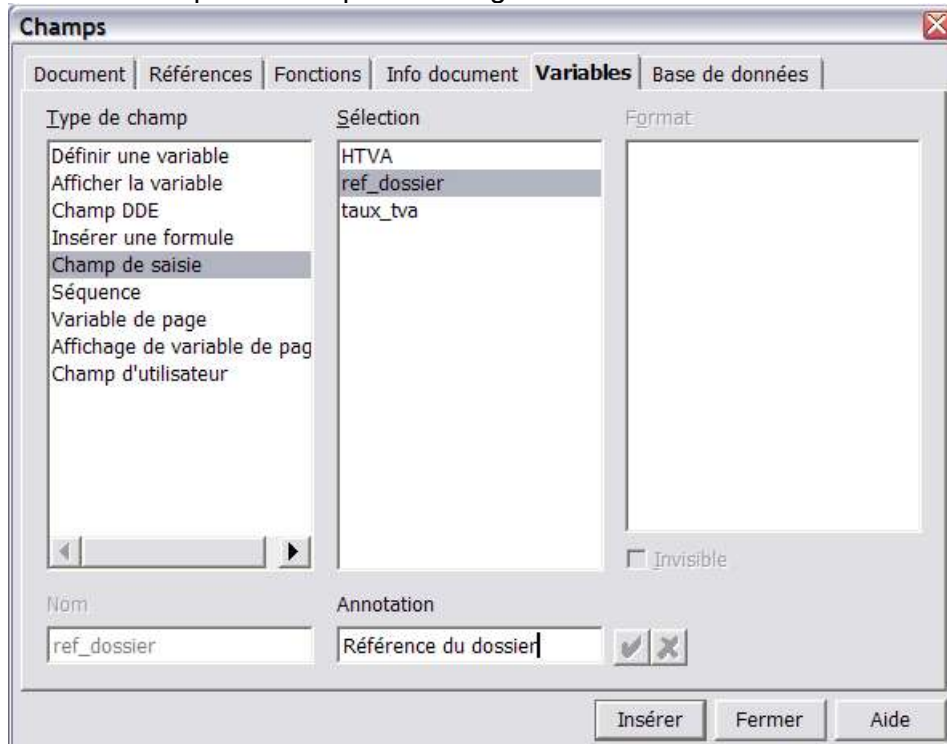 Champs
Document Références Fonctions Info document Variables Base de données
Type de champ Sélection Format
Définir une variable HTVA
Afficher la variable ref_dossier
Champ DDE taux_tva
Insérer une formule
Champ de saisie
Séquence
Variable de page
Affichage de variable de pag
Champ d'utilisateur
Invisible
Nom Annotation
ref_dossier Référence du dossier
Insérer Fermer Aide